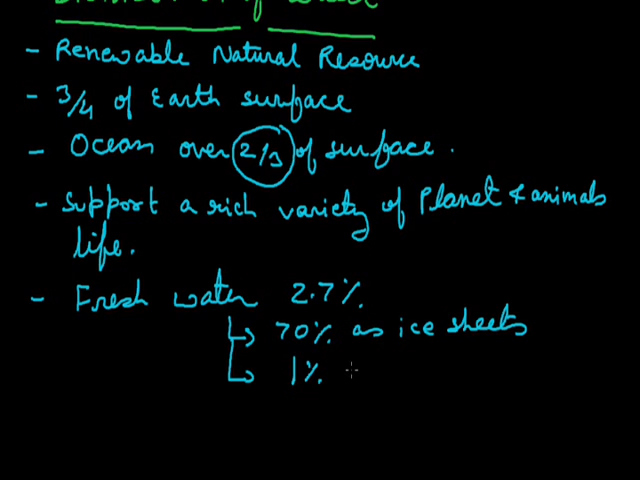 - Renewable Natural Resource
- 3/4 of Earth surface
- Ocean over 2/3 of surface.
- Support a rich variety of Planet & animals
life.
- Fresh water 2.7%
↳ 70% as ice sheets
↳ 1%